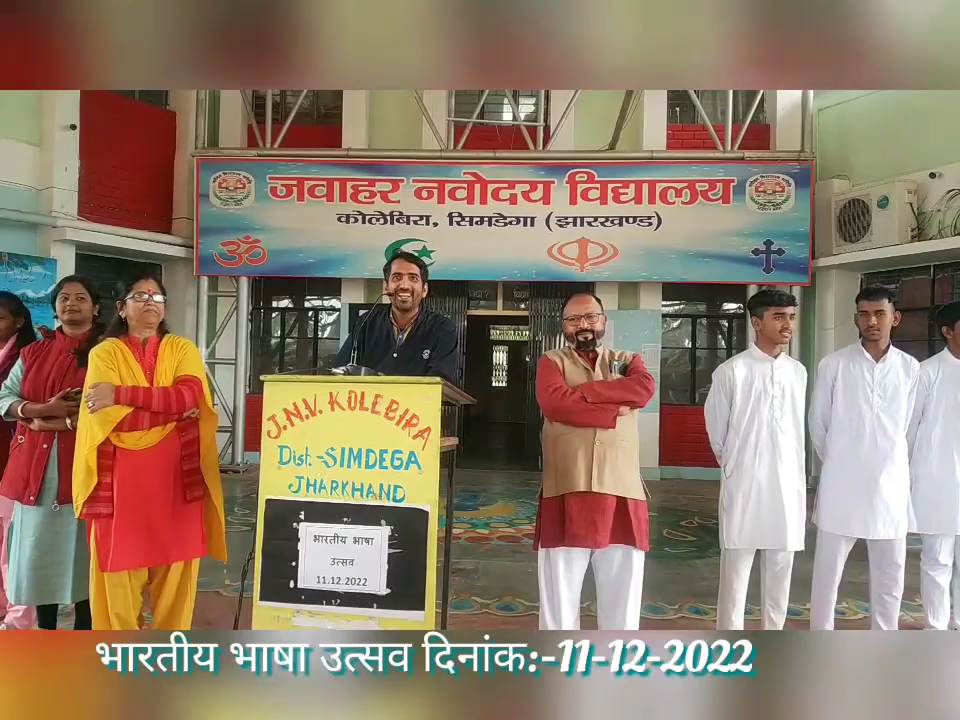 जवाहर नवोदय विद्यालय
कोलेबिरा, सिमडेगा (झारखण्ड)
J.N.V. KOLEBIRA
Dist.-SIMDEGA
JHARKHAND
भारतीय भाषा
उत्सव
11.12.2022
भारतीय भाषा उत्सव दिनांक:-11-12-2022